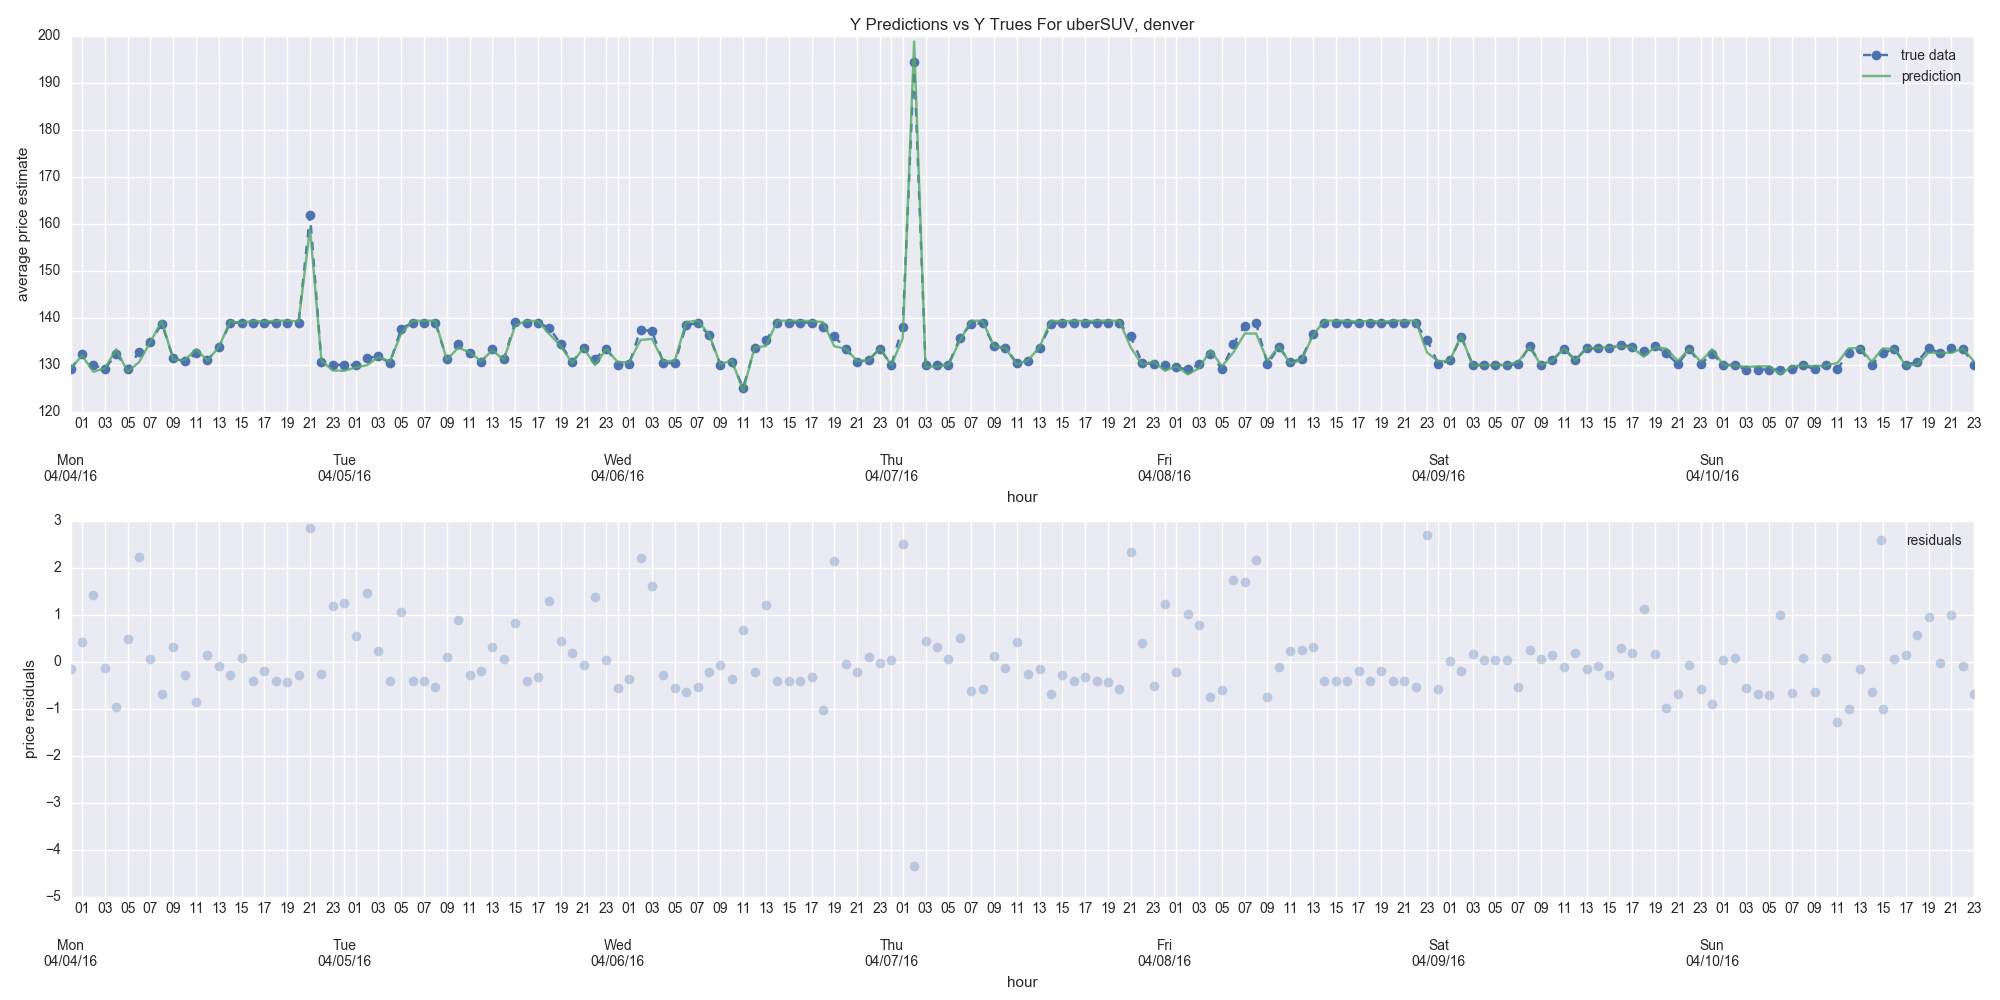 Y Predictions vs Y Trues For uberSUV, denver
200
190
180
170
160
150
140
130
120
average price estimate
true data
prediction
01 03 05 07 09 11 13 15 17 19 21 23 01 03 05 07 09 11 13 15 17 19 21 23 01 03 05 07 09 11 13 15 17 19 21 23 01 03 05 07 09 11 13 15 17 19 21 23 01 03 05 07 09 11 13 15 17 19 21 23 01 03 05 07 09 11 13 15 17 19 21 23 01 03 05 07 09 11 13 15 17 19 21 23
Mon Tue Wed Thu Fri Sat Sun
04/04/16 04/05/16 04/06/16 04/07/16 04/08/16 04/09/16 04/10/16
hour
3
2
1
0
−1
−2
−3
−4
−5
price residuals
residuals
01 03 05 07 09 11 13 15 17 19 21 23 01 03 05 07 09 11 13 15 17 19 21 23 01 03 05 07 09 11 13 15 17 19 21 23 01 03 05 07 09 11 13 15 17 19 21 23 01 03 05 07 09 11 13 15 17 19 21 23 01 03 05 07 09 11 13 15 17 19 21 23 01 03 05 07 09 11 13 15 17 19 21 23
Mon Tue Wed Thu Fri Sat Sun
04/04/16 04/05/16 04/06/16 04/07/16 04/08/16 04/09/16 04/10/16
hour